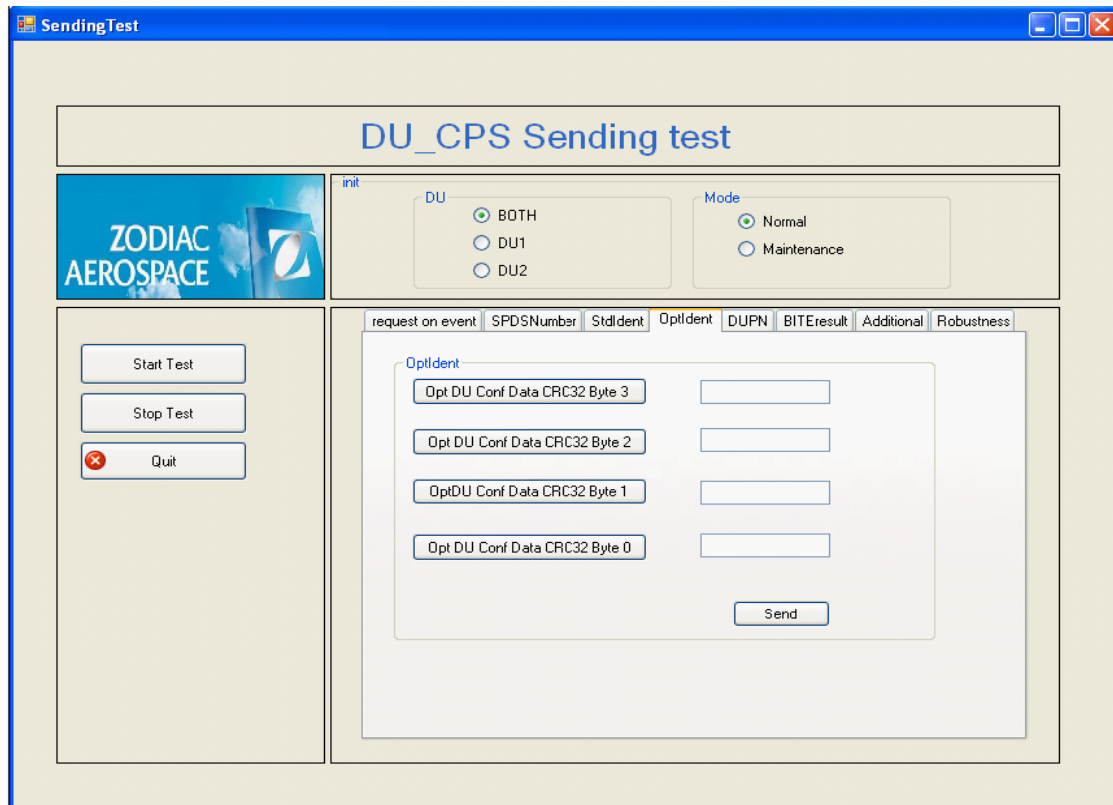 SendingTest
DU_CPS Sending test
ZODIAC
AEROSPACE
init
DU
BOTH
DU1
DU2
Mode
Normal
Maintenance
Start Test
Stop Test
Quit
request on event SPDSNumber StdIdent OptIdent DUPN BITEresult Additional Robustness
OptIdent
Opt DU Conf Data CRC32 Byte 3
Opt DU Conf Data CRC32 Byte 2
OptDU Conf Data CRC32 Byte 1
Opt DU Conf Data CRC32 Byte 0
Send